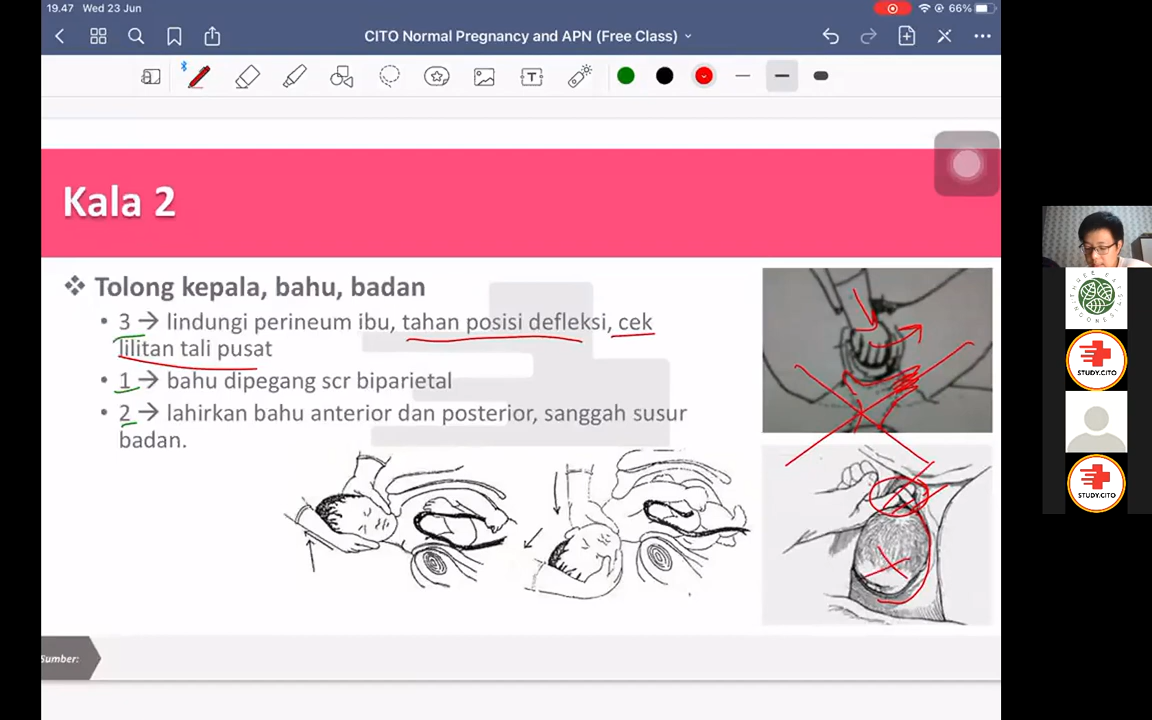 19.47 Wed 23 Jun
66%
CITO Normal Pregnancy and APN (Free Class)
T
Kala 2
Tolong kepala, bahu, badan
3 → lindungi perineum ibu, tahan posisi defleksi, cek
lilitan tali pusat
1 → bahu dipegang scr biparietal
2 → lahirkan bahu anterior dan posterior, sanggah susur
badan.
Sumber:
STUDY.CITO
STUDY.CITO